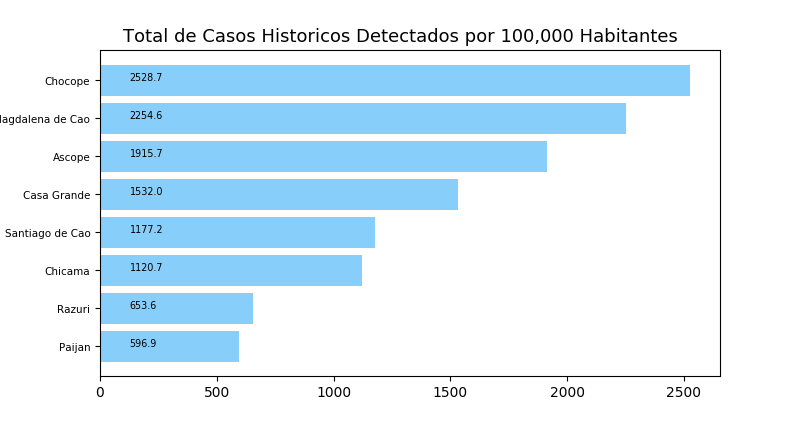 Total de Casos Historicos Detectados por 100,000 Habitantes
Chocope 2528.7
agdalena de Cao 2254.6
Ascope 1915.7
Casa Grande 1532.0
Santiago de Cao 1177.2
Chicama 1120.7
Razuri 653.6
Paijan 596.9
0 500 1000 1500 2000 2500